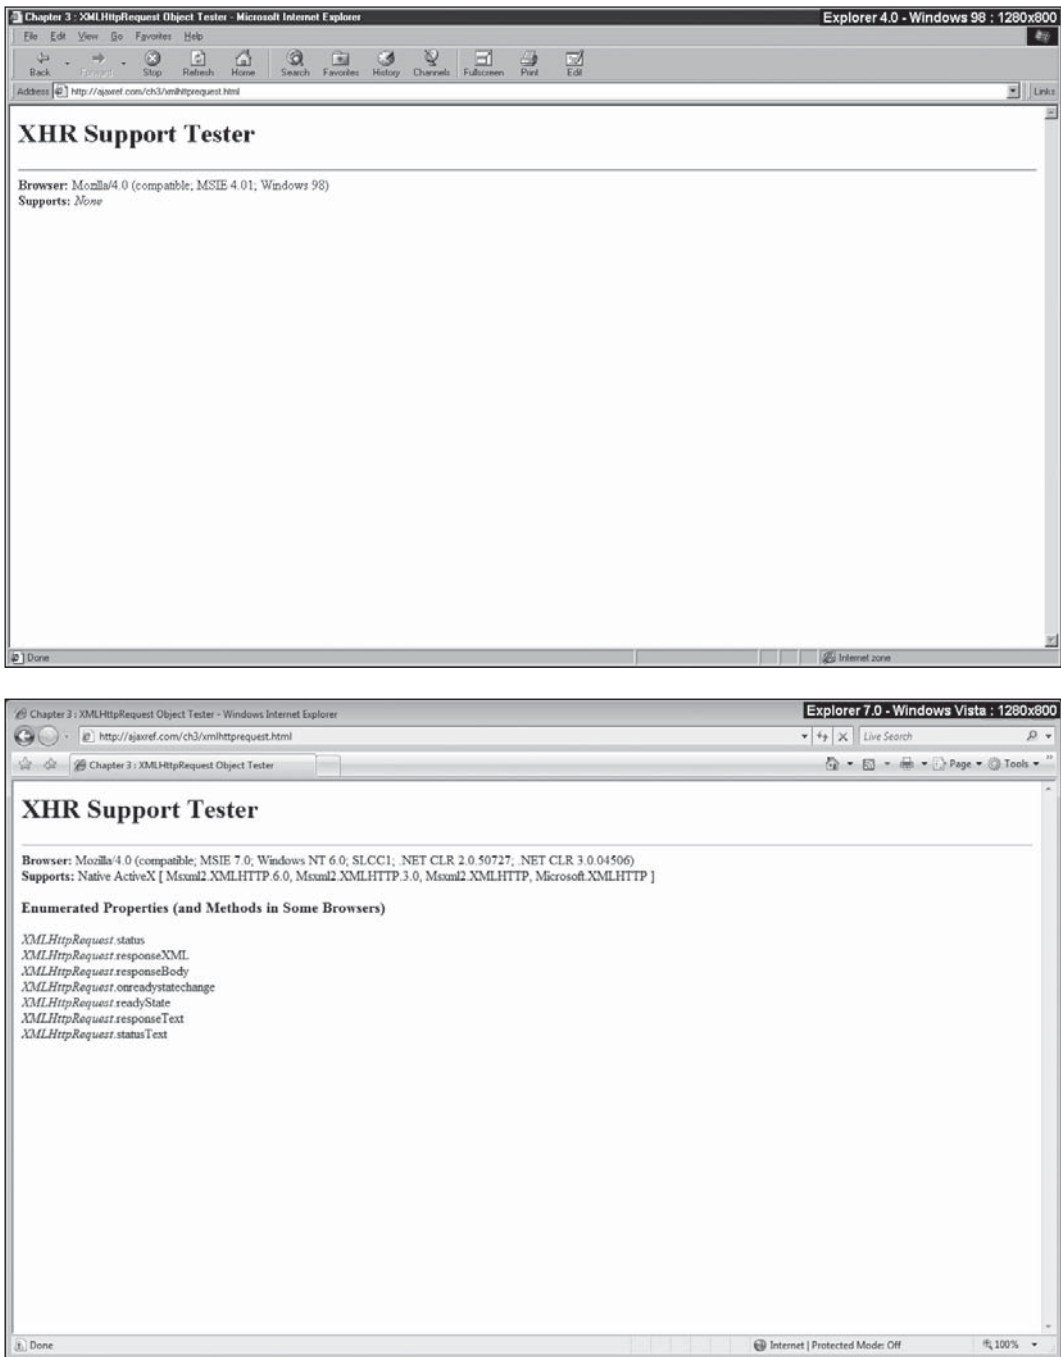 Chapter 3 : XMLHttpRequest Object Tester - Microsoft Internet Explorer
Explorer 4.0 - Windows 98 : 1280x800
File Edit View Go Favorites Help
Back Forward Stop Refresh Home Search Favorites History Channels Fullscreen Print Edit
Address http://ajaxref.com/ch3/xmlhttprequest.html Links
XHR Support Tester
Browser: Mozilla/4.0 (compatible; MSIE 4.01; Windows 98)
Supports: None
Done Internet zone
Chapter 3 : XMLHttpRequest Object Tester - Windows Internet Explorer
Explorer 7.0 - Windows Vista : 1280x800
http://ajaxref.com/ch3/xmlhttprequest.html Live Search
Chapter 3 : XMLHttpRequest Object Tester Page Tools
XHR Support Tester
Browser: Mozilla/4.0 (compatible; MSIE 7.0; Windows NT 6.0; SLCC1; .NET CLR 2.0.50727; .NET CLR 3.0.04506)
Supports: Native ActiveX [ Msxml2.XMLHTTP.6.0, Msxml2.XMLHTTP.3.0, Msxml2.XMLHTTP, Microsoft.XMLHTTP ]
Enumerated Properties (and Methods in Some Browsers)
XMLHttpRequest.status
XMLHttpRequest.responseXML
XMLHttpRequest.responseBody
XMLHttpRequest.onreadystatechange
XMLHttpRequest.readyState
XMLHttpRequest.responseText
XMLHttpRequest.statusText
Done Internet | Protected Mode: Off 100%